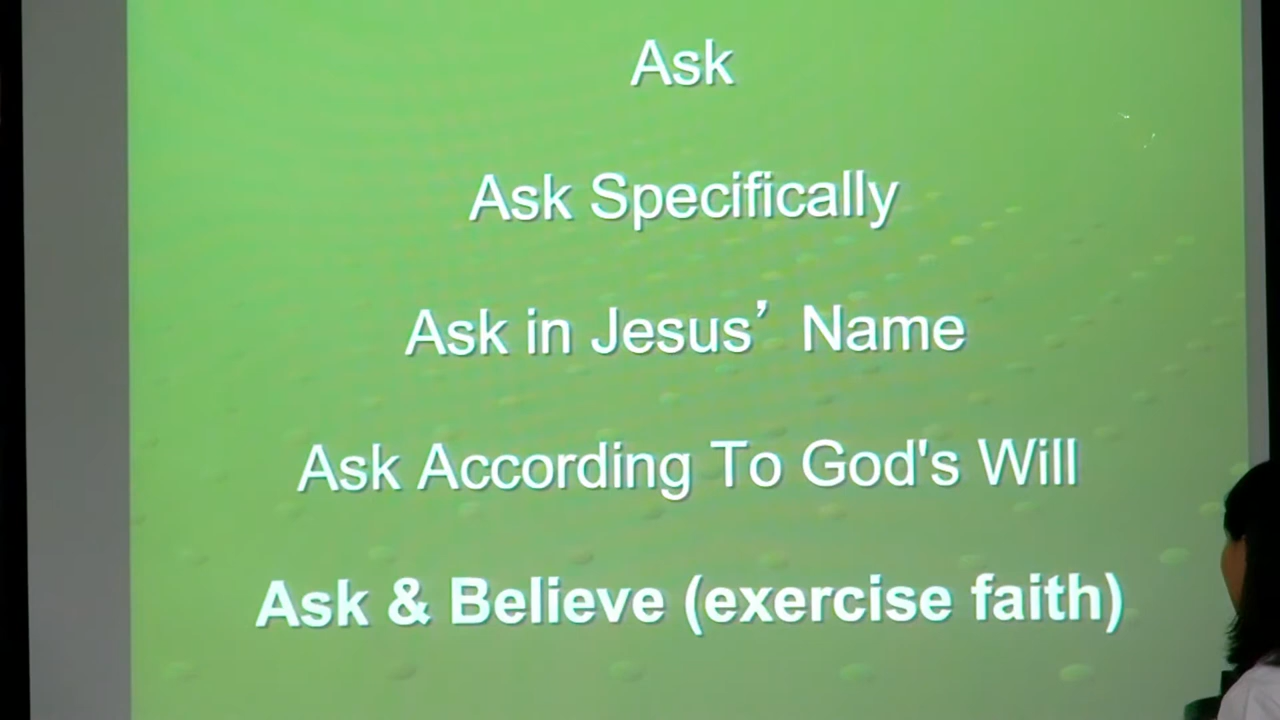 Ask
Ask Specifically
Ask in Jesus’ Name
Ask According To God's Will
Ask & Believe (exercise faith)